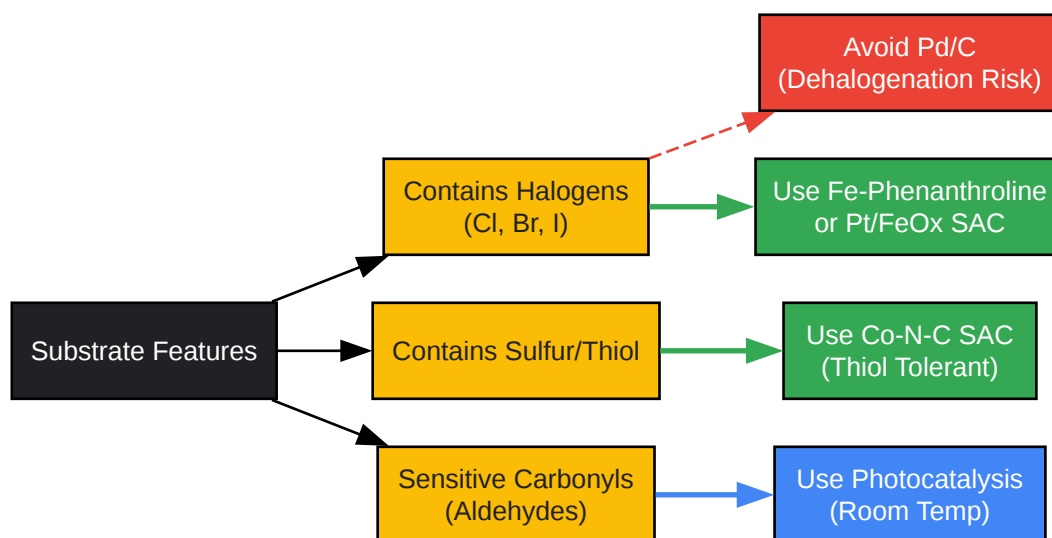 Avoid Pd/C
(Dehalogenation Risk)
Contains Halogens
(Cl, Br, I)
Use Fe-Phenanthroline
or Pt/FeOx SAC
Substrate Features
Contains Sulfur/Thiol
Use Co-N-C SAC
(Thiol Tolerant)
Sensitive Carbonyls
(Aldehydes)
Use Photocatalysis
(Room Temp)